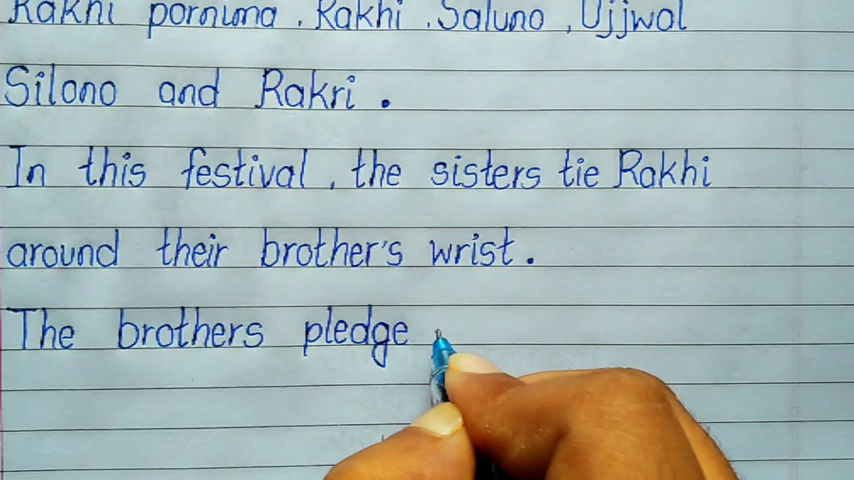 Rakhi pornima . Rakhi . Saluno , Ujjwol
Silono and Rakri .
In this festival , the sisters tie Rakhi
around their brother's wrist .
The brothers pledge